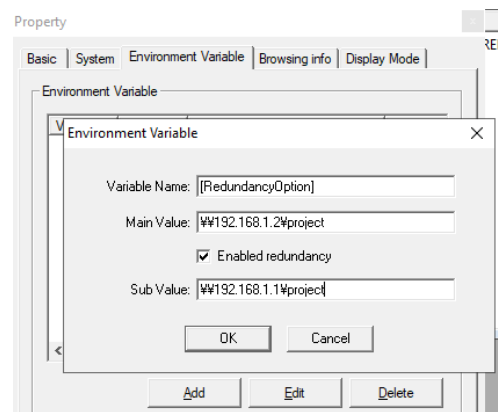 Property
x
RE
Basic System Environment Variable Browsing info Display Mode
Environment Variable
V
Environment Variable
Variable Name: [RedundancyOption]
Main Value: ¥¥192.168.1.2¥project
Enabled redundancy
Sub Value: ¥¥192.168.1.1¥project
OK Cancel
Add Edit Delete